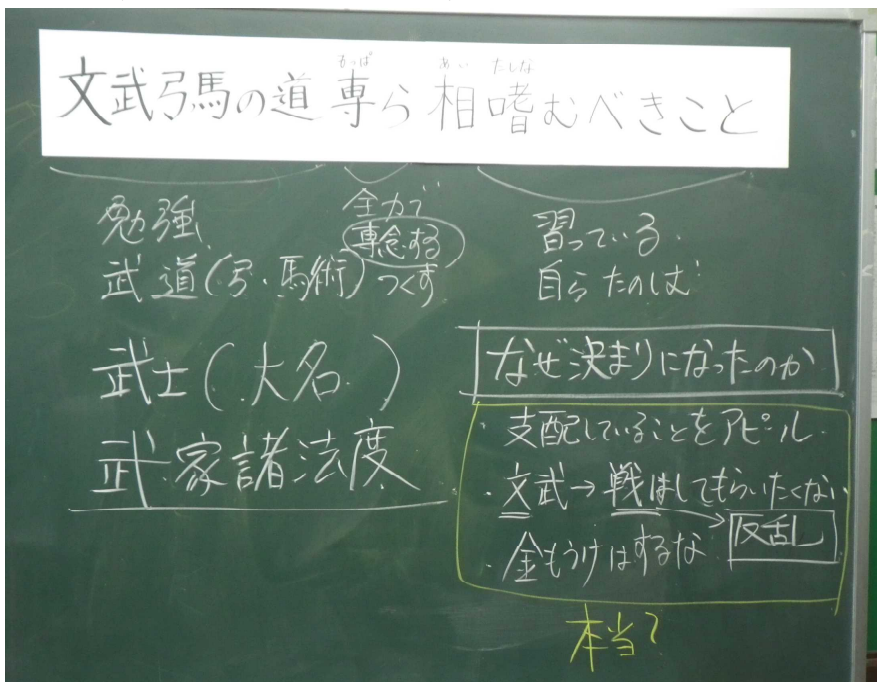 もっぱ あい たしな
文武弓馬の道 専ら 相嗜むべきこと
勉強
武道(弓・馬術)
全力で
専念する
つくす
習っている.
自ら たのしむ
武士(大名)
武家諸法度
なぜ決まりになったのか
・支配していることをアピール.
・文武→戦はしてもらいたくない
反乱
・金もうけはするな
本当?